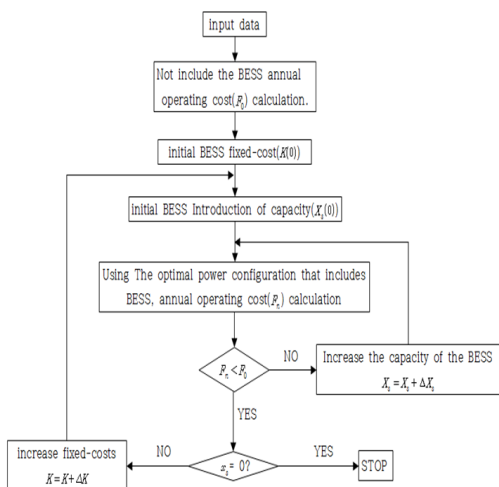 input data
Not include the BESS annual
operating cost(F₀) calculation.
initial BESS fixed-cost(K(0))
initial BESS Introduction of capacity(Xₛ(0))
Using The optimal power configuration that includes
BESS, annual operating cost(Fₙ) calculation
Fₙ < F₀
NO
Increase the capacity of the BESS
Xₛ = Xₛ + ΔXₛ
YES
xₛ = 0?
NO
increase fixed-costs
K = K + ΔK
YES
STOP